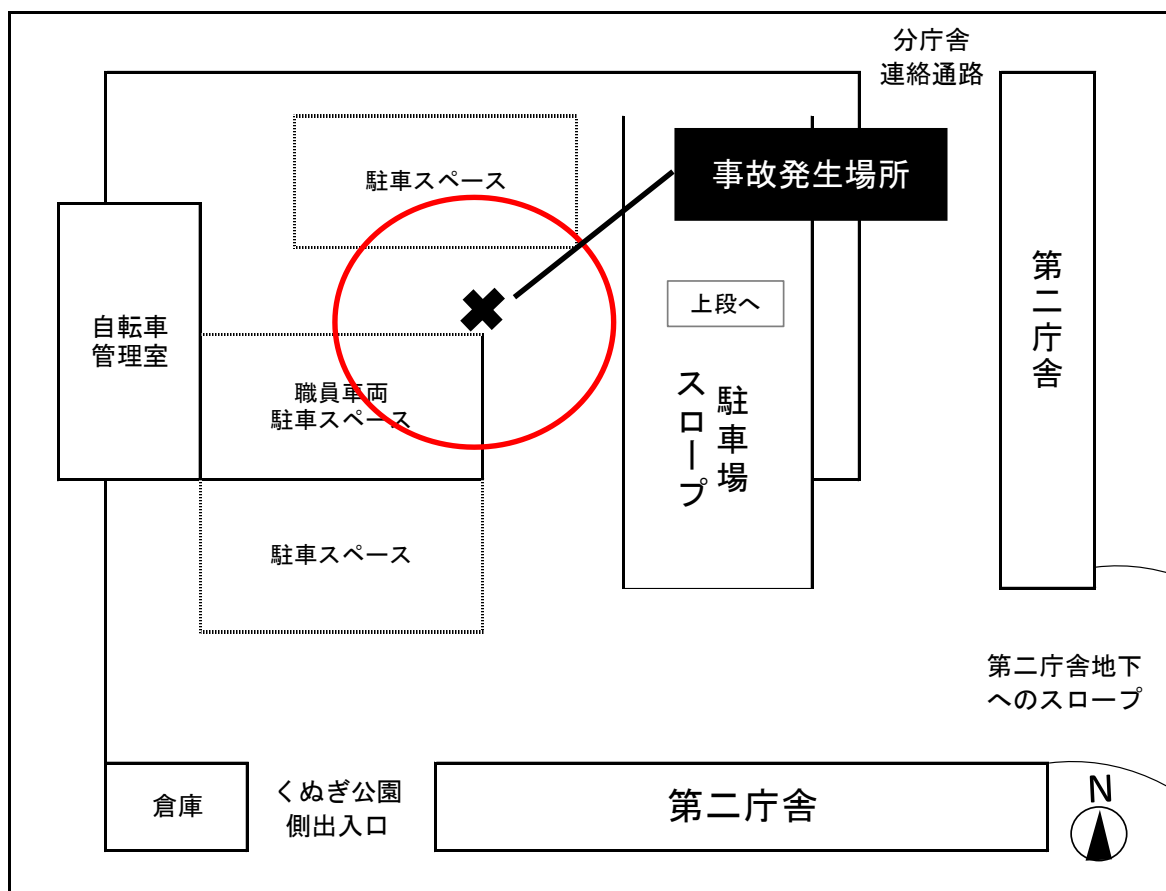 分庁舎
連絡通路
駐車スペース
事故発生場所
上段へ
第二庁舎
自転車
管理室
職員車両
駐車スペース
駐車場
スロープ
駐車スペース
第二庁舎地下
へのスロープ
倉庫
くぬぎ公園
側出入口
第二庁舎
N